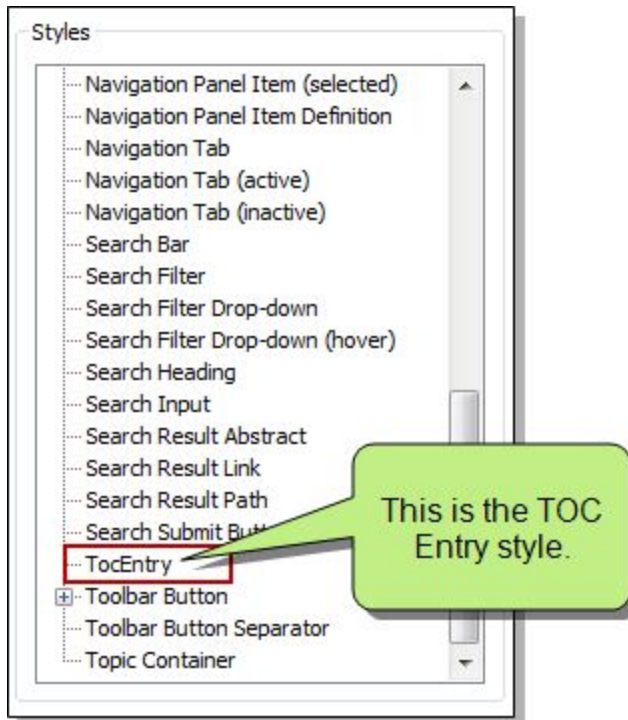 Styles
Navigation Panel Item (selected)
Navigation Panel Item Definition
Navigation Tab
Navigation Tab (active)
Navigation Tab (inactive)
Search Bar
Search Filter
Search Filter Drop-down
Search Filter Drop-down (hover)
Search Heading
Search Input
Search Result Abstract
Search Result Link
Search Result Path
Search Submit
TocEntry
Toolbar Button
Toolbar Button Separator
Topic Container
This is the TOC
Entry style.